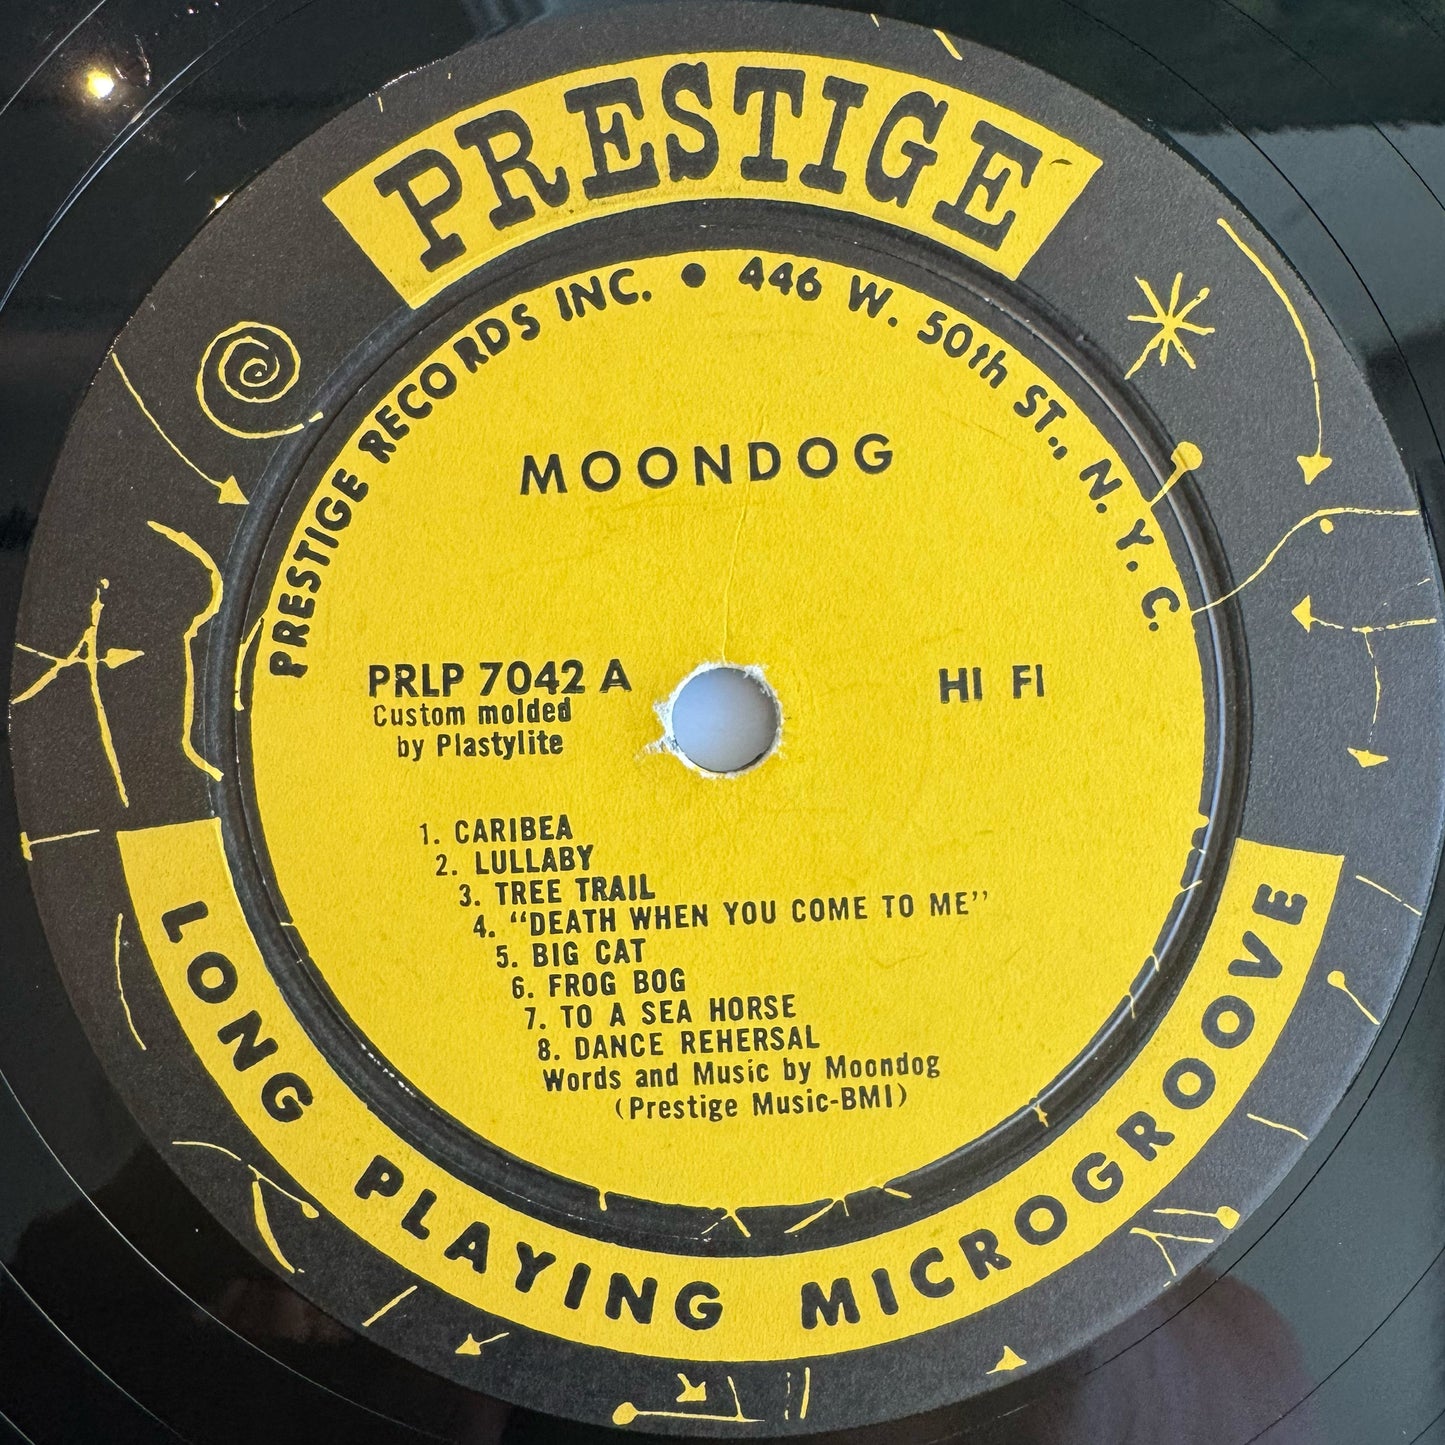 PRESTIGE
PRESTIGE RECORDS INC. • 446 W. 50th ST., N. Y. C.
MOONDOG
PRLP 7042 A
HI FI
Custom molded
by Plastylite
1. CARIBEA
2. LULLABY
3. TREE TRAIL
4. “DEATH WHEN YOU COME TO ME”
5. BIG CAT
6. FROG BOG
7. TO A SEA HORSE
8. DANCE REHERSAL
Words and Music by Moondog
(Prestige Music-BMI)
LONG PLAYING MICROGROOVE